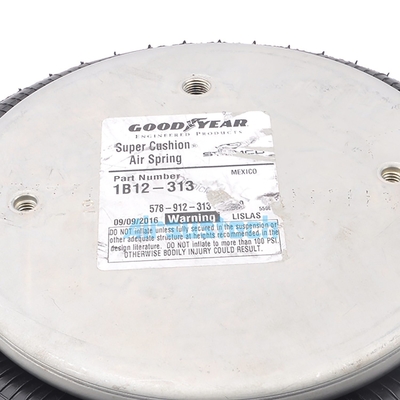 GOODYEAR
ENGINEERED PRODUCTS
Super Cushion
Air Spring
Part Number
MEXICO
1B12-313
578-912-313
09/09/2016 Warning LISLAS
DO NOT inflate unless fully secured in the suspension or
other adequate structure at heights recommended in the
design literature. DO NOT inflate to more than 100 PSI.
OTHERWISE BODILY INJURY COULD RESULT.